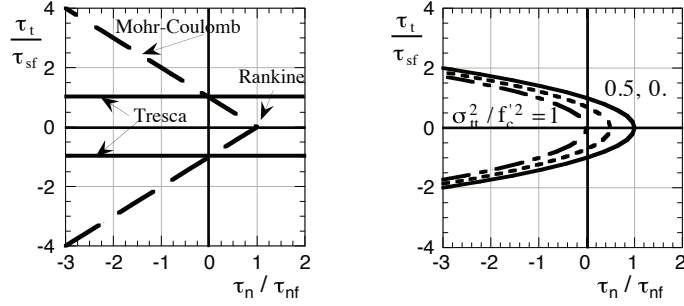 τt
τsf
4
2
0
-2
-4
Mohr-Coulomb
Rankine
Tresca
-3 -2 -1 0 1 2
τn / τnf
τt
τsf
4
2
0
-2
-4
0.5, 0.
σ²tt / f'c² = 1
-3 -2 -1 0 1 2
τn / τnf